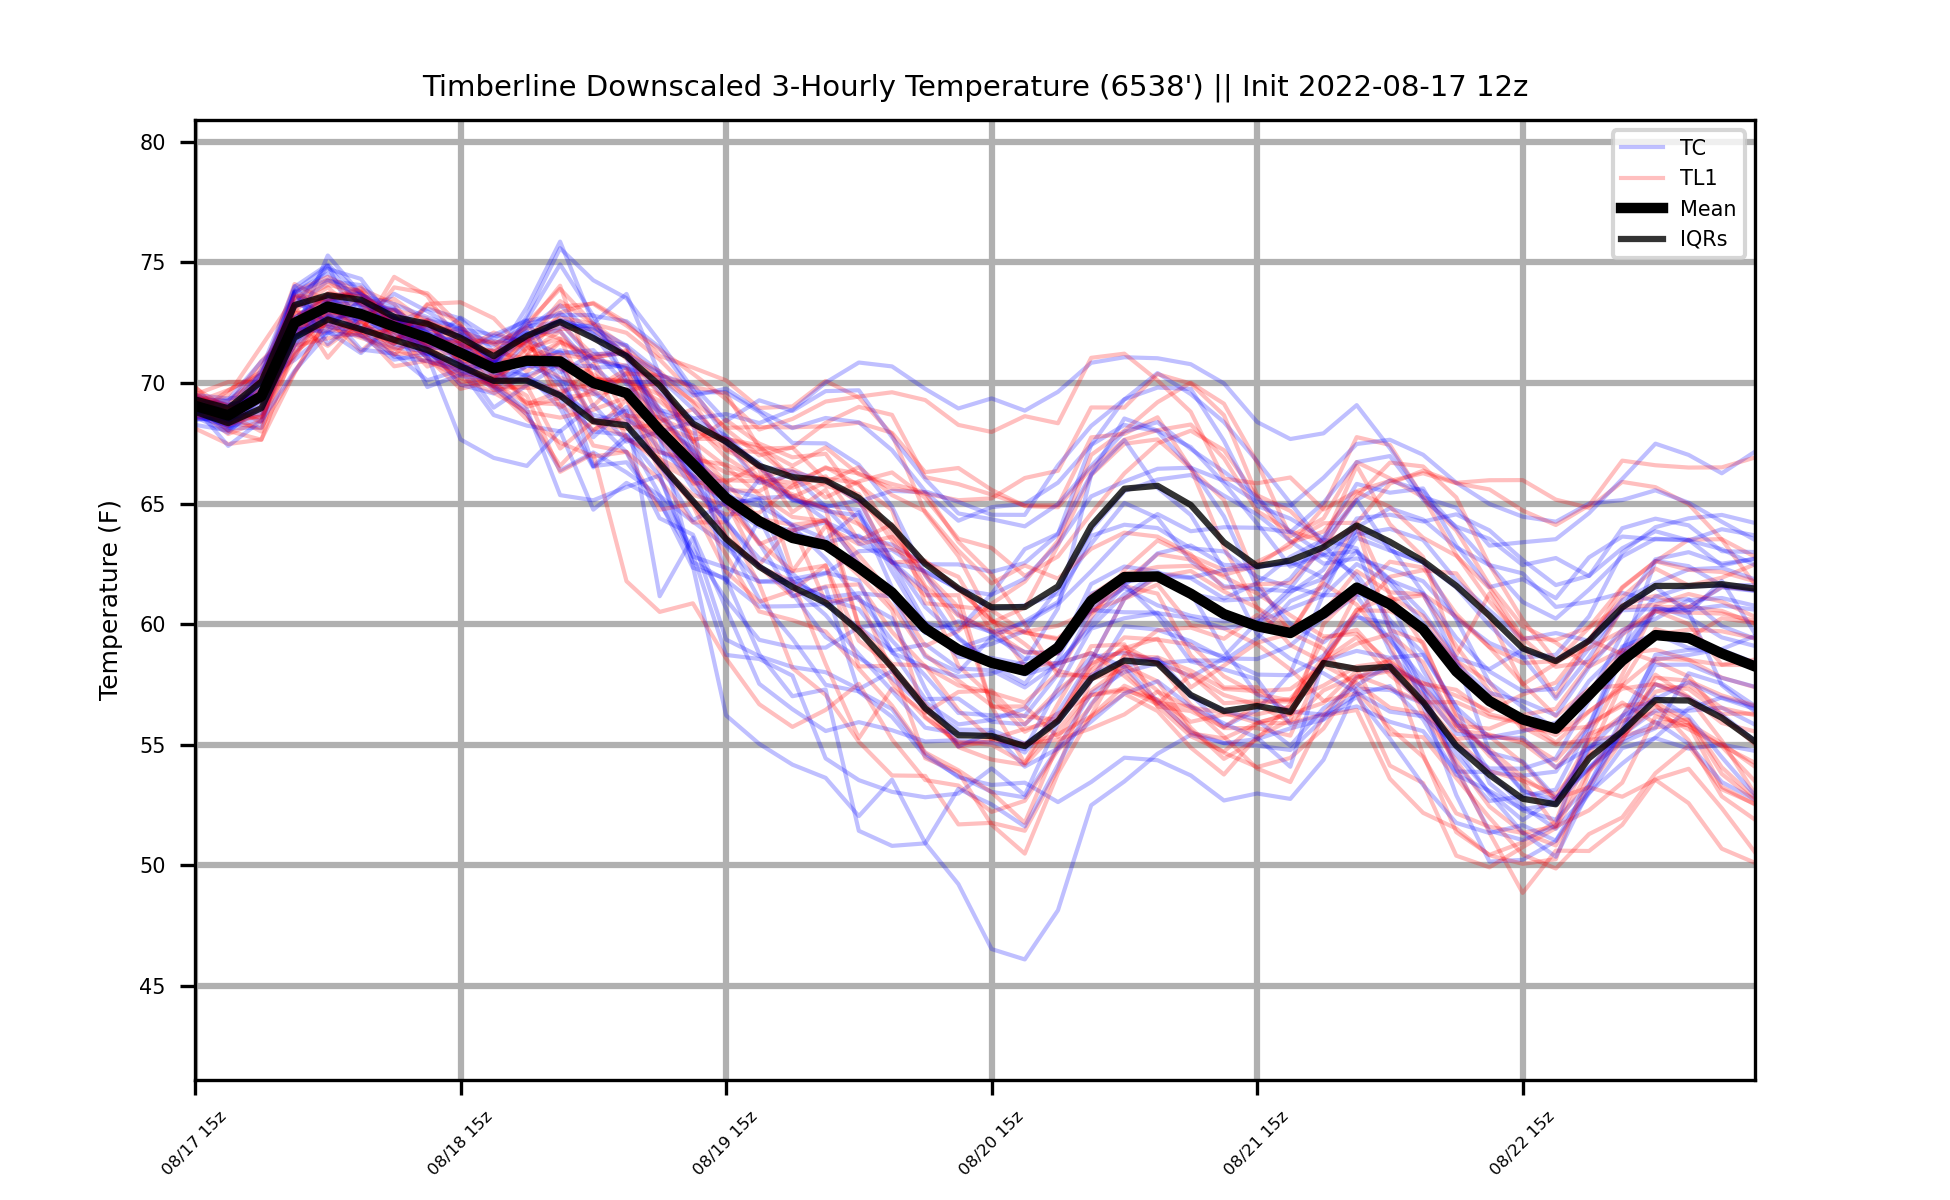 Timberline Downscaled 3-Hourly Temperature (6538') || Init 2022-08-17 12z
TC
TL1
Mean
IQRs
Temperature (F)
80
75
70
65
60
55
50
45
08/17 15z
08/18 15z
08/19 15z
08/20 15z
08/21 15z
08/22 15z